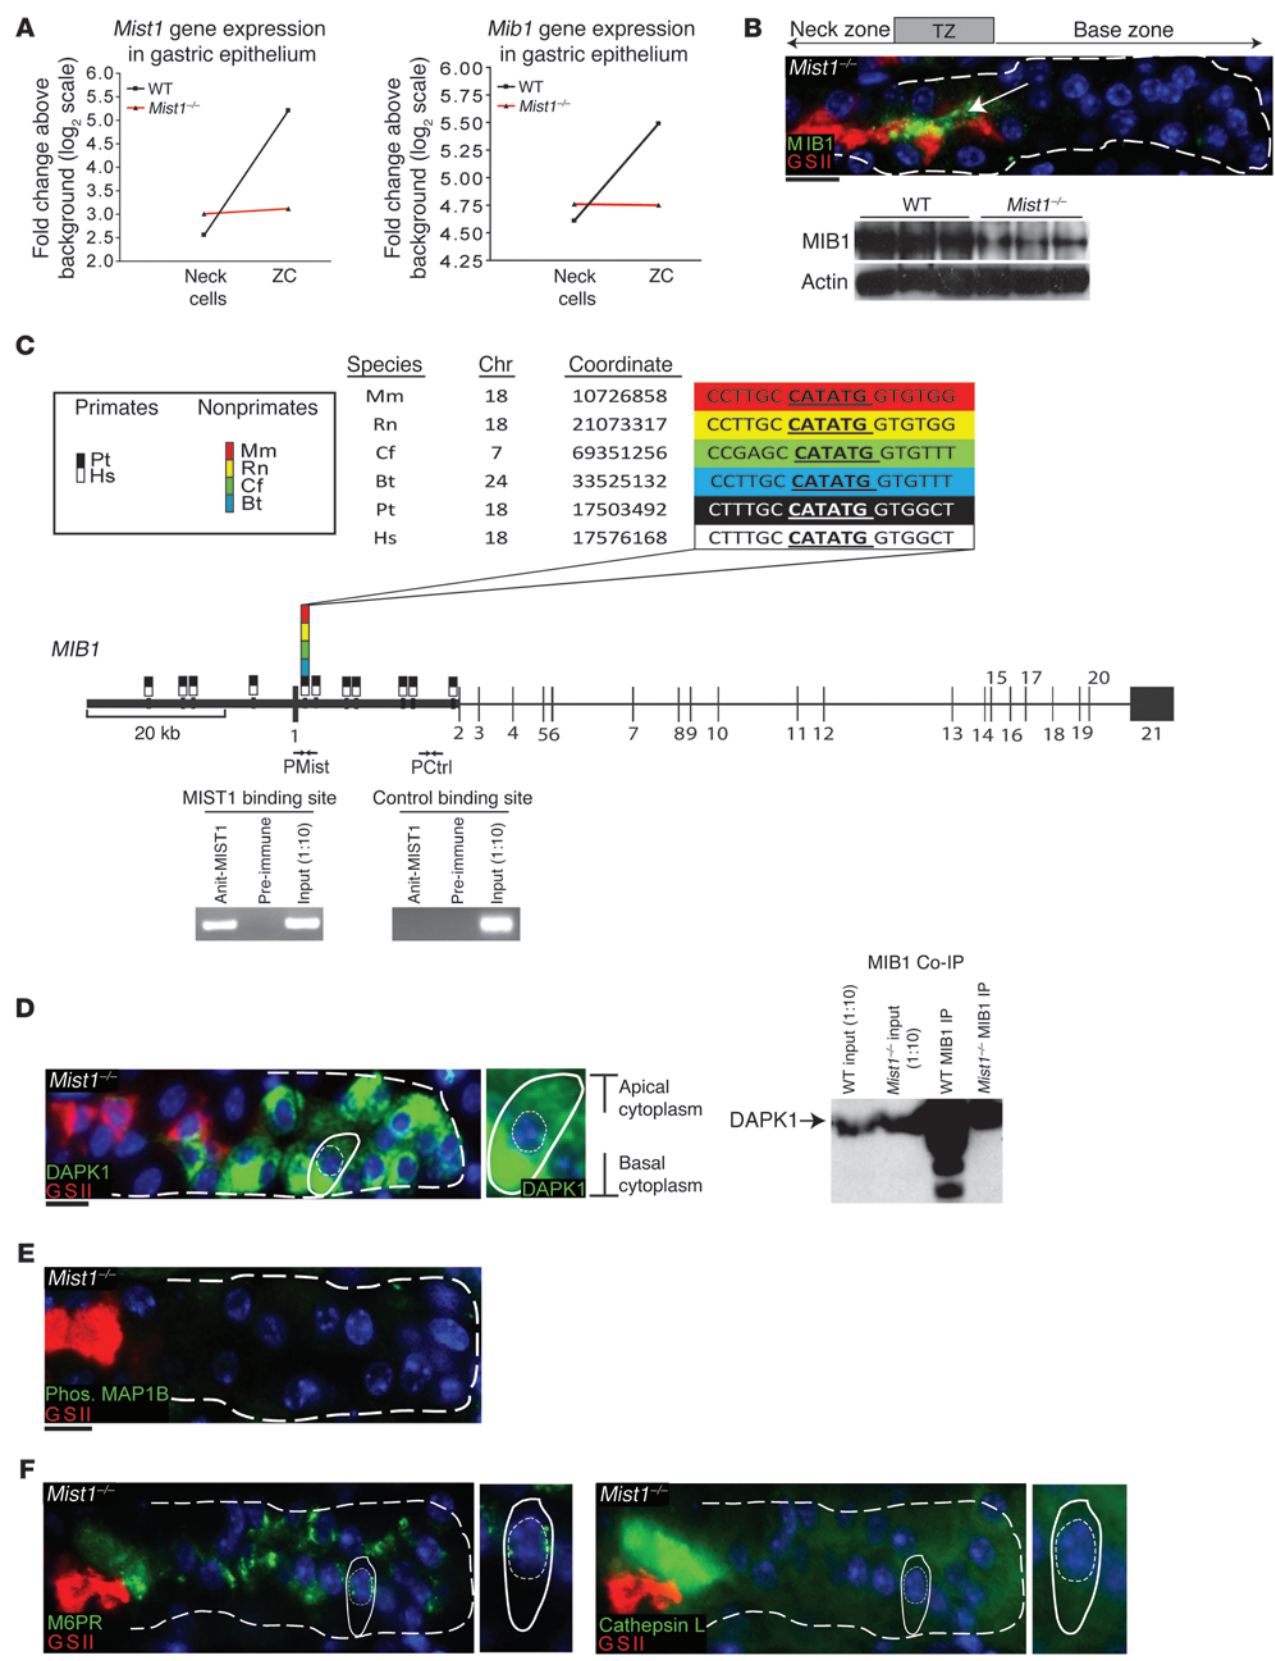 A
Mist1 gene expression
in gastric epithelium
Fold change above
background (log2 scale)
6.0
5.5
5.0
4.5
4.0
3.5
3.0
2.5
2.0
WT
Mist1–/–
Neck
cells
ZC
Mib1 gene expression
in gastric epithelium
Fold change above
background (log2 scale)
6.00
5.75
5.50
5.25
5.00
4.75
4.50
4.25
WT
Mist1–/–
Neck
cells
ZC
B
Neck zone TZ Base zone
Mist1–/–
MIB1
GSII
WT Mist1–/–
MIB1
Actin
C
Primates Nonprimates
Pt
Hs
Mm
Rn
Cf
Bt
Species Chr Coordinate
Mm 18 10726858 CCTTGC CATATG GTGTGG
Rn 18 21073317 CCTTGC CATATG GTGTGG
Cf 7 69351256 CCGAGC CATATG GTGTTT
Bt 24 33525132 CCTTGC CATATG GTGTTT
Pt 18 17503492 CTTTGC CATATG GTGGCT
Hs 18 17576168 CTTTGC CATATG GTGGCT
MIB1
15 17 20
20 kb 1 2 3 4 5 6 7 8 9 10 11 12 13 14 16 18 19 21
PMist PCtrl
MIST1 binding site
Anit-MIST1
Pre-immune
Input (1:10)
Control binding site
Anit-MIST1
Pre-immune
Input (1:10)
D
Mist1–/–
DAPK1
GSII
DAPK1
Apical
cytoplasm
Basal
cytoplasm
MIB1 Co-IP
WT input (1:10)
Mist1–/– input
(1:10)
WT MIB1 IP
Mist1–/– MIB1 IP
DAPK1
E
Mist1–/–
Phos. MAP1B
GSII
F
Mist1–/–
M6PR
GSII
Mist1–/–
Cathepsin L
GSII